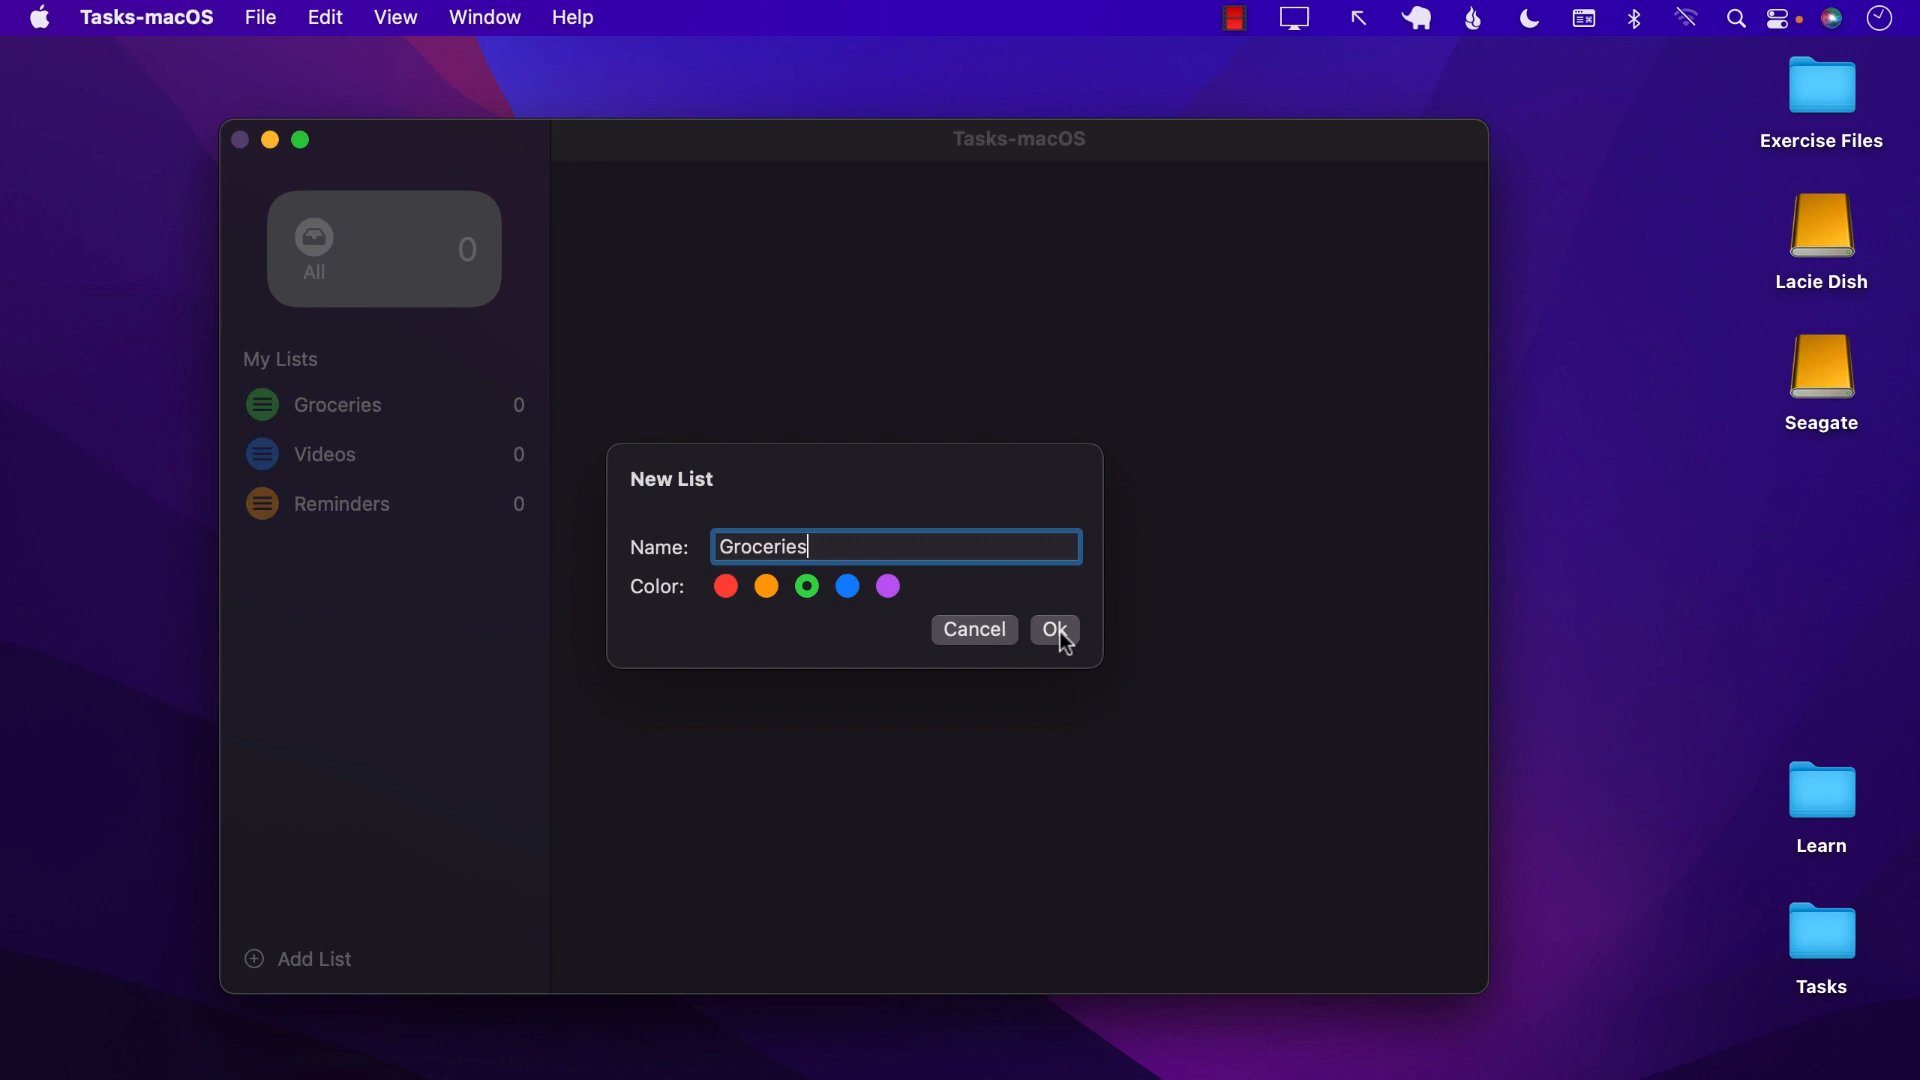 Tasks-macOS File Edit View Window Help
Tasks-macOS
All 0
My Lists
Groceries 0
Videos 0
Reminders 0
New List
Name: Groceries
Color:
Cancel Ok
Add List
Exercise Files
Lacie Dish
Seagate
Learn
Tasks